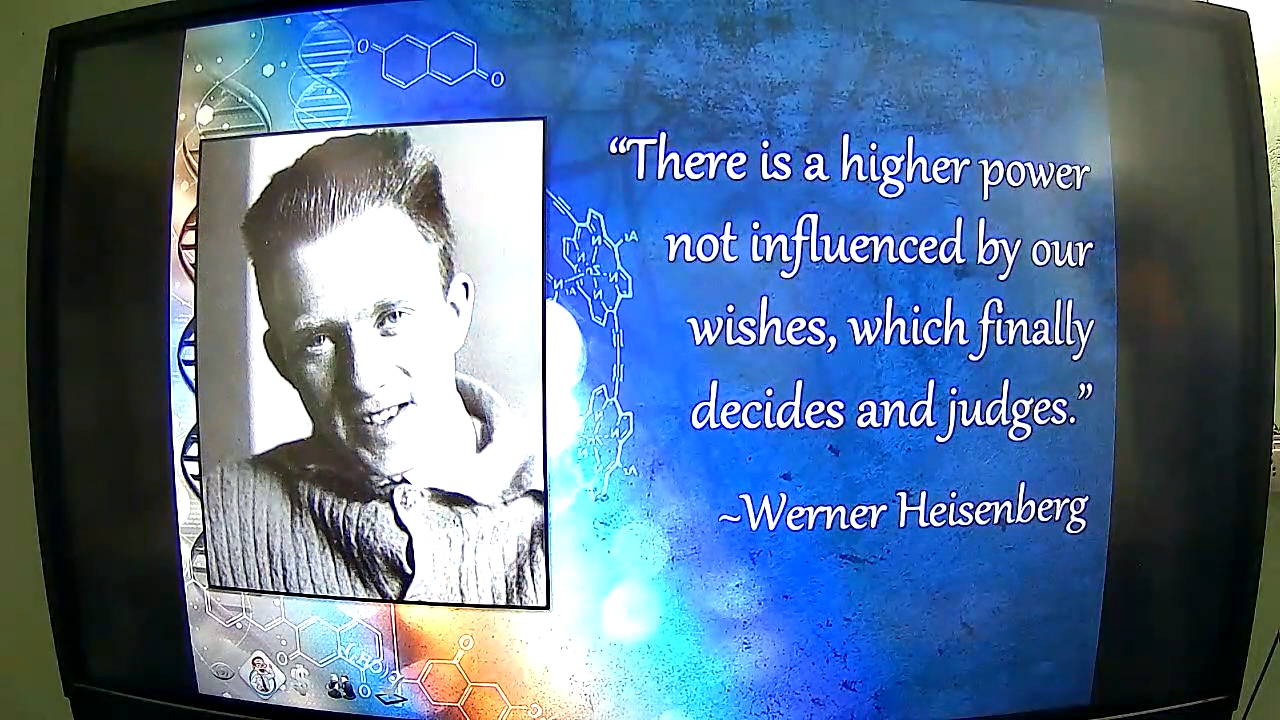 “There is a higher power
not influenced by our
wishes, which finally
decides and judges.”
~Werner Heisenberg